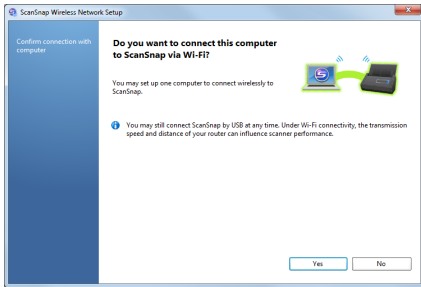 ScanSnap Wireless Network Setup
Confirm connection with
computer
Do you want to connect this computer
to ScanSnap via Wi-Fi?
You may set up one computer to connect wirelessly to
ScanSnap.
You may still connect ScanSnap by USB at any time. Under Wi-Fi connectivity, the transmission
speed and distance of your router can influence scanner performance.
Yes
No